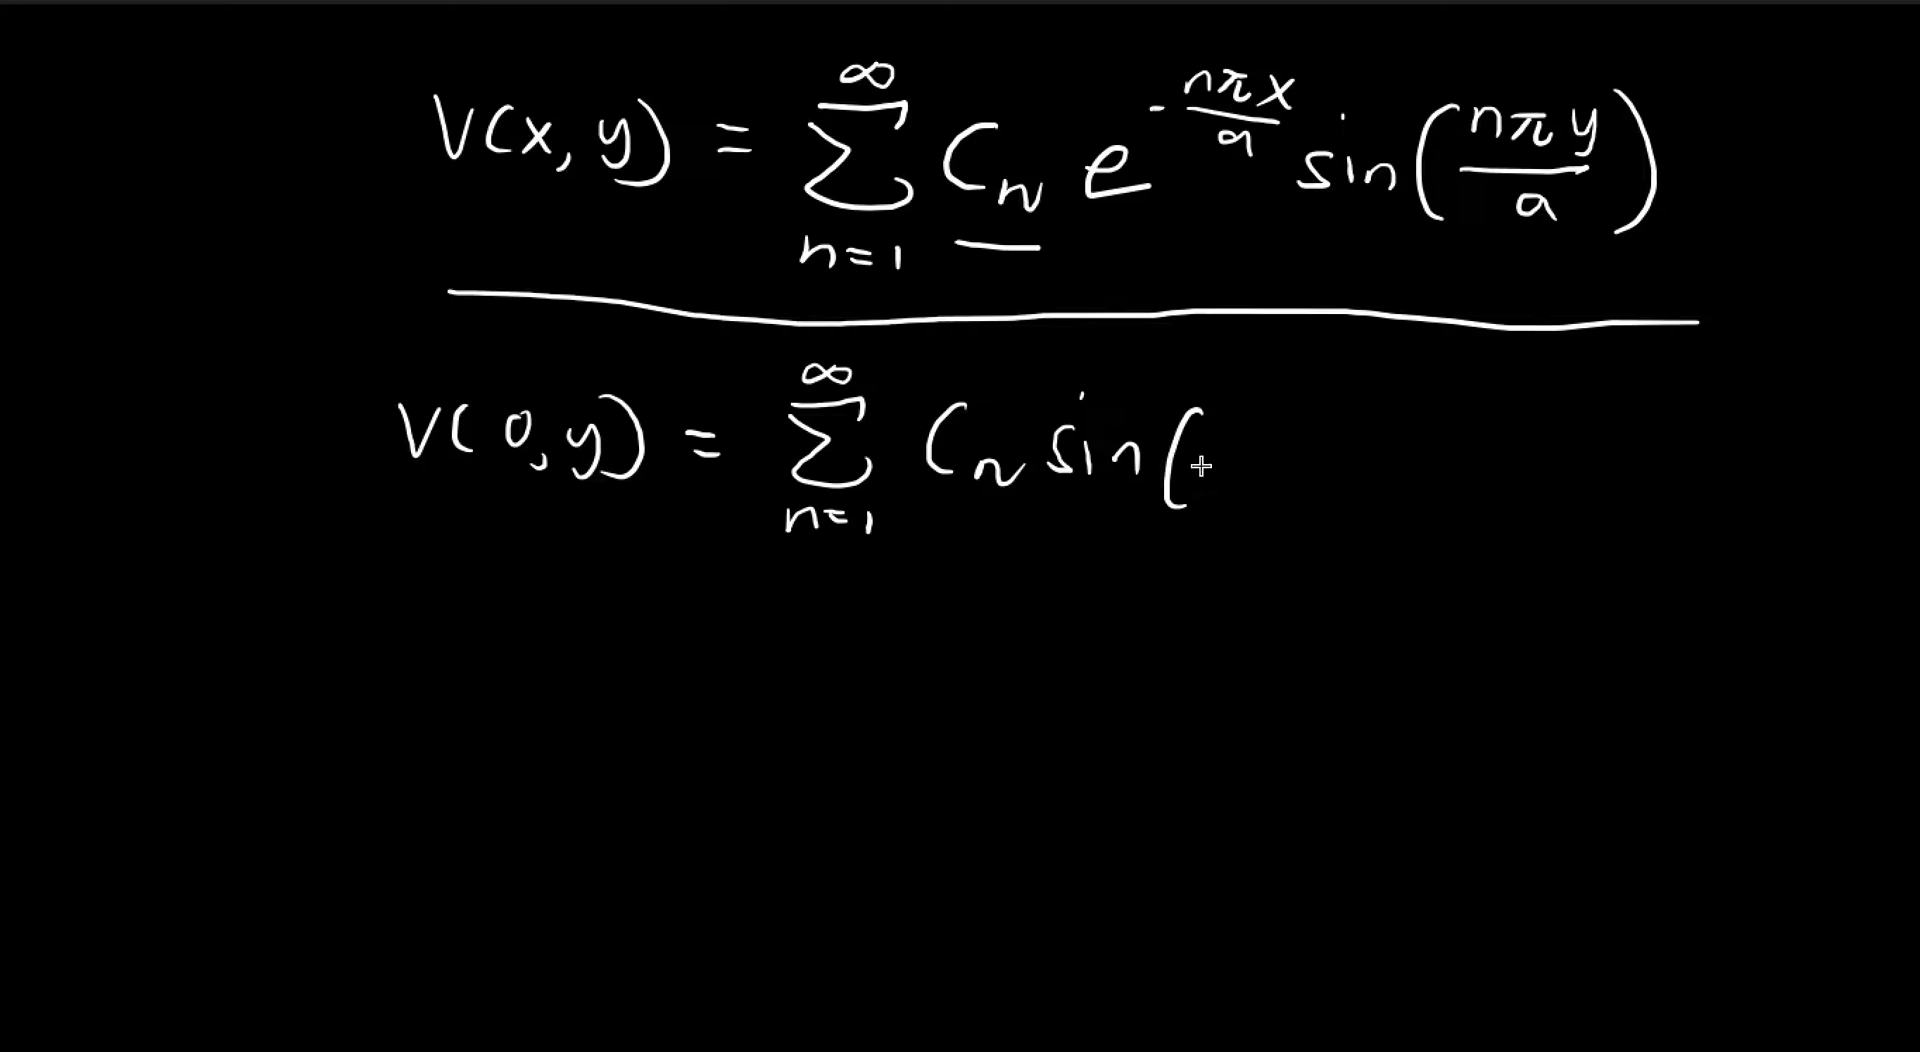 V(x, y) = ∑_{n=1}^{∞} C_n e^{-nπx/a} sin(nπy/a)
V(0, y) = ∑_{n=1}^{∞} C_n sin(